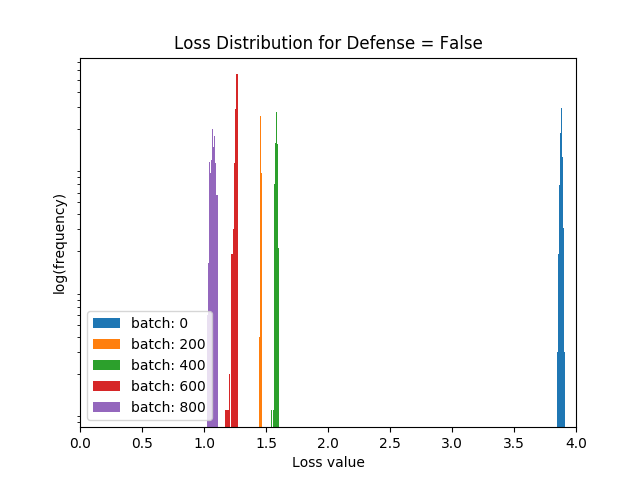 Loss Distribution for Defense = False
log(frequency)
batch: 0
batch: 200
batch: 400
batch: 600
batch: 800
0.0 0.5 1.0 1.5 2.0 2.5 3.0 3.5 4.0
Loss value